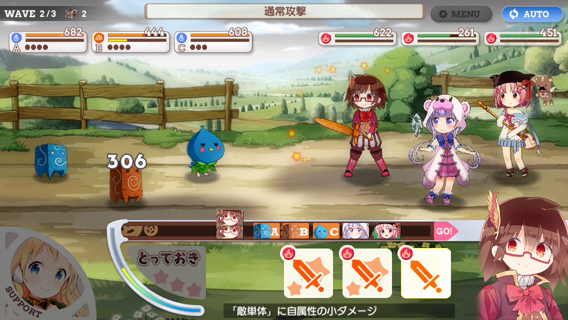 WAVE 2/3 2
通常攻撃
MENU
AUTO
682
A
444
B
608
C
622
261
451
306
A B C GO!
とっておき
SUPPORT
「敵単体」に自属性の小ダメージ